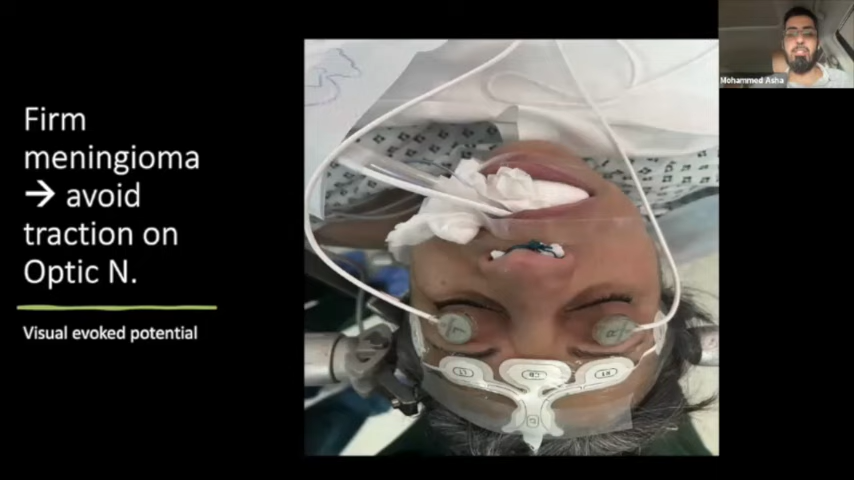 Firm
meningioma
→ avoid
traction on
Optic N.
Visual evoked potential
Mohammed Asha